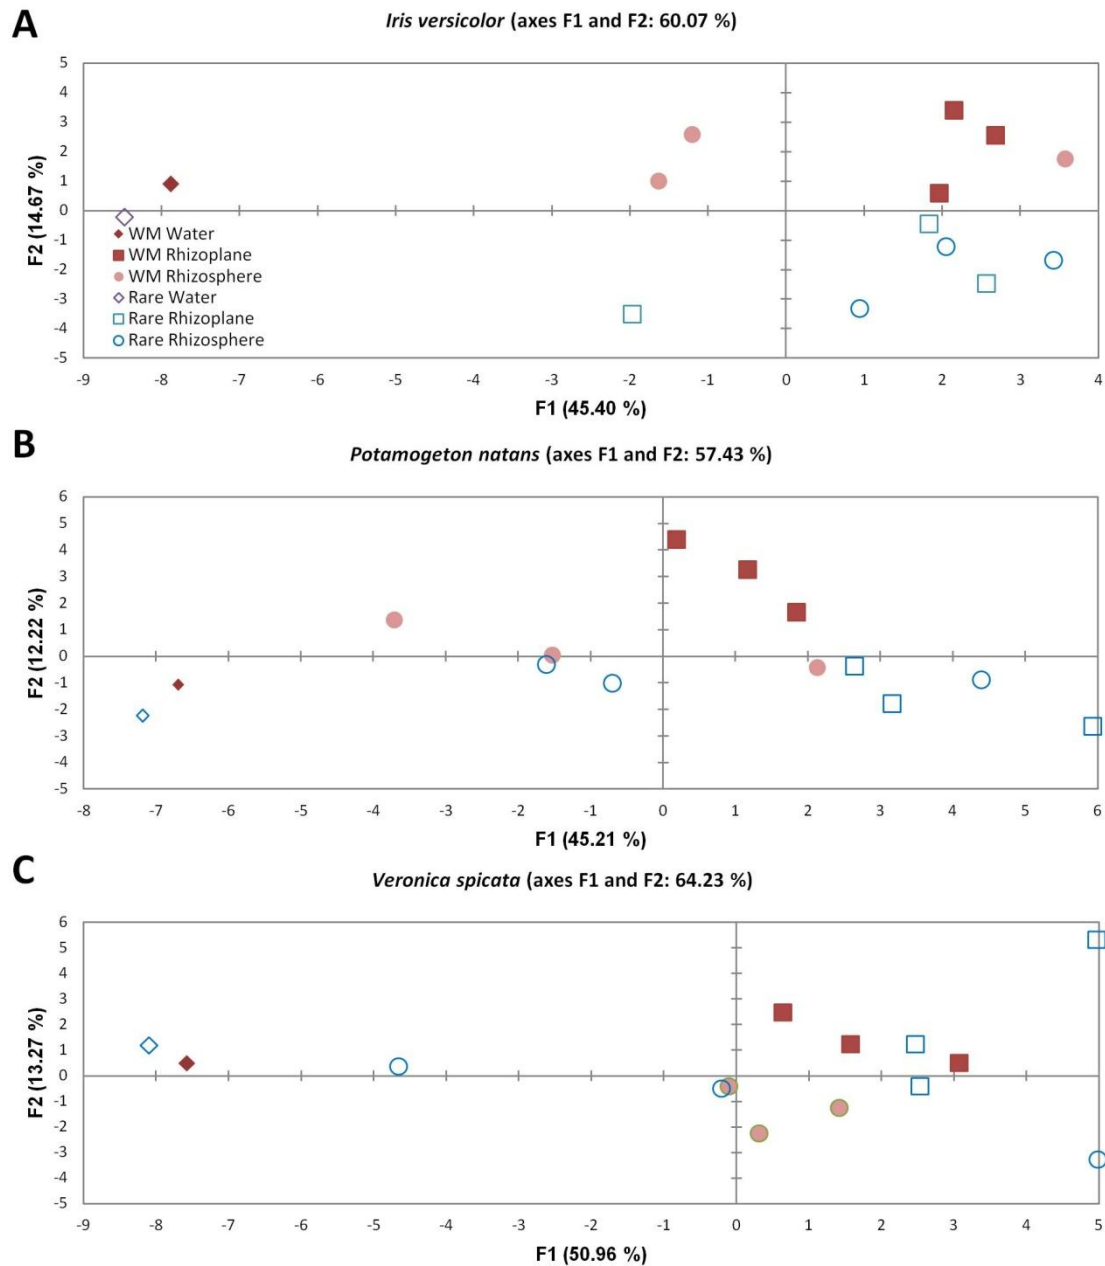 A
Iris versicolor (axes F1 and F2: 60.07 %)
5
4
3
2
1
0
-1
-2
-3
-4
-5
F2 (14.67 %)
WM Water
WM Rhizoplane
WM Rhizosphere
Rare Water
Rare Rhizoplane
Rare Rhizosphere
-9 -8 -7 -6 -5 -4 -3 -2 -1 0 1 2 3 4
F1 (45.40 %)
B
Potamogeton natans (axes F1 and F2: 57.43 %)
6
5
4
3
2
1
0
-1
-2
-3
-4
-5
F2 (12.22 %)
-8 -7 -6 -5 -4 -3 -2 -1 0 1 2 3 4 5 6
F1 (45.21 %)
C
Veronica spicata (axes F1 and F2: 64.23 %)
6
5
4
3
2
1
0
-1
-2
-3
-4
-5
F2 (13.27 %)
-9 -8 -7 -6 -5 -4 -3 -2 -1 0 1 2 3 4 5
F1 (50.96 %)